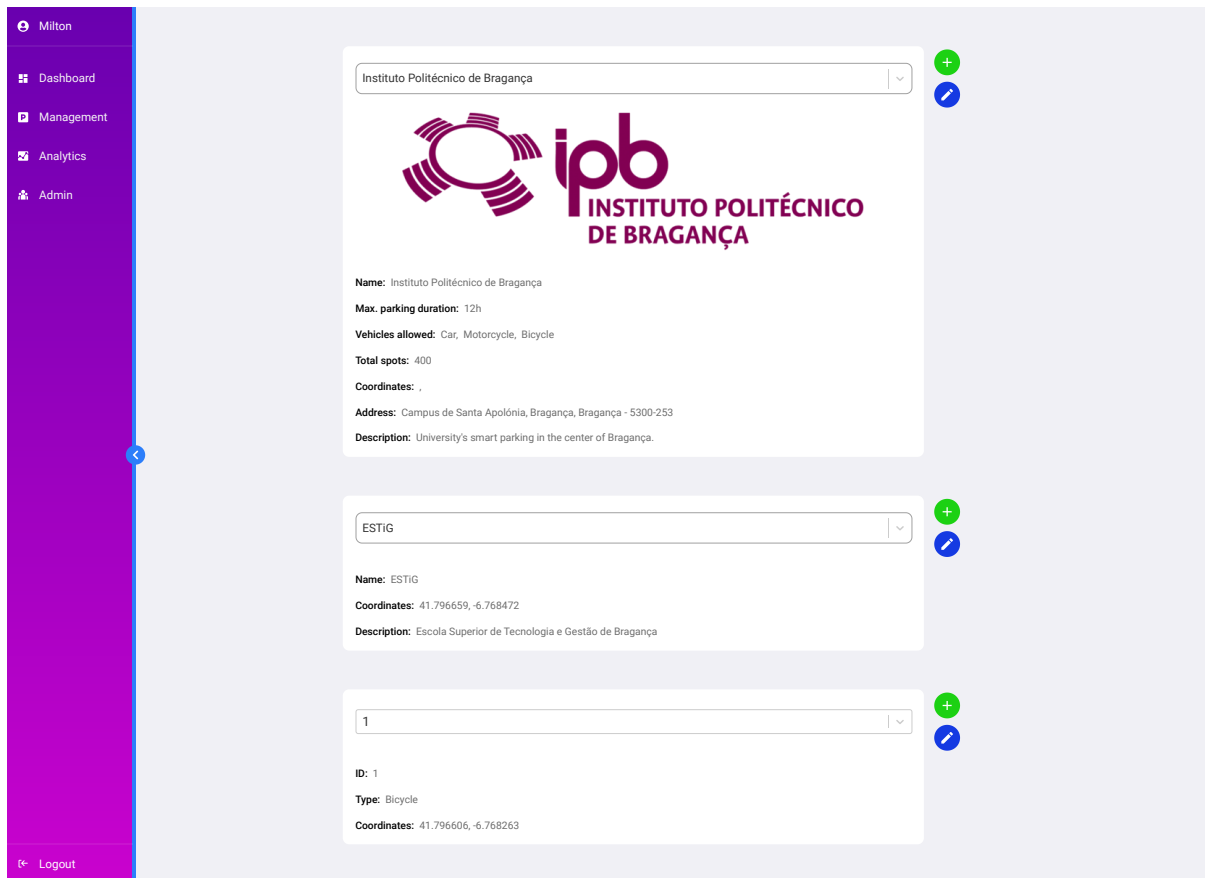 Milton
Dashboard
Management
Analytics
Admin
Logout
Instituto Politécnico de Bragança
ipb
INSTITUTO POLITÉCNICO
DE BRAGANÇA
Name: Instituto Politécnico de Bragança
Max. parking duration: 12h
Vehicles allowed: Car, Motorcycle, Bicycle
Total spots: 400
Coordinates: ,
Address: Campus de Santa Apolónia, Bragança, Bragança - 5300-253
Description: University's smart parking in the center of Bragança.
ESTiG
Name: ESTiG
Coordinates: 41.796659, -6.768472
Description: Escola Superior de Tecnologia e Gestão de Bragança
1
ID: 1
Type: Bicycle
Coordinates: 41.796606, -6.768263